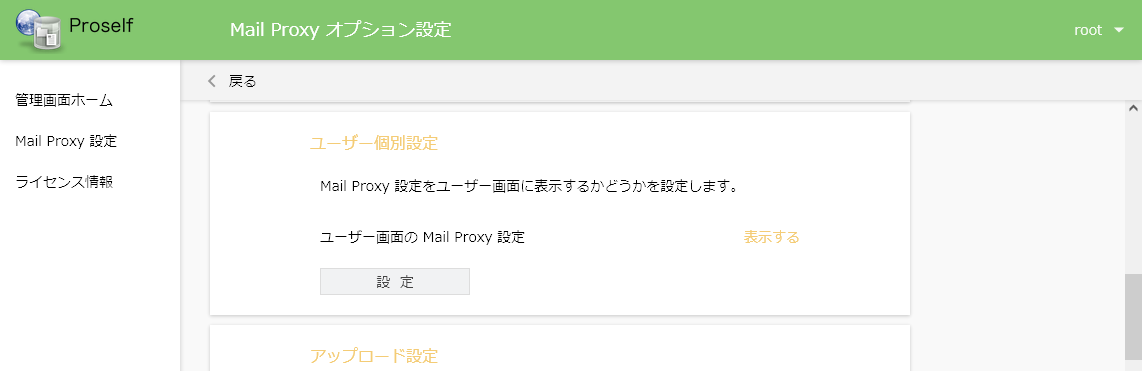 Proself
Mail Proxy オプション設定
root
戻る
管理画面ホーム
Mail Proxy 設定
ライセンス情報
ユーザー個別設定
Mail Proxy 設定をユーザー画面に表示するかどうかを設定します。
ユーザー画面の Mail Proxy 設定 表示する
設 定
アップロード設定